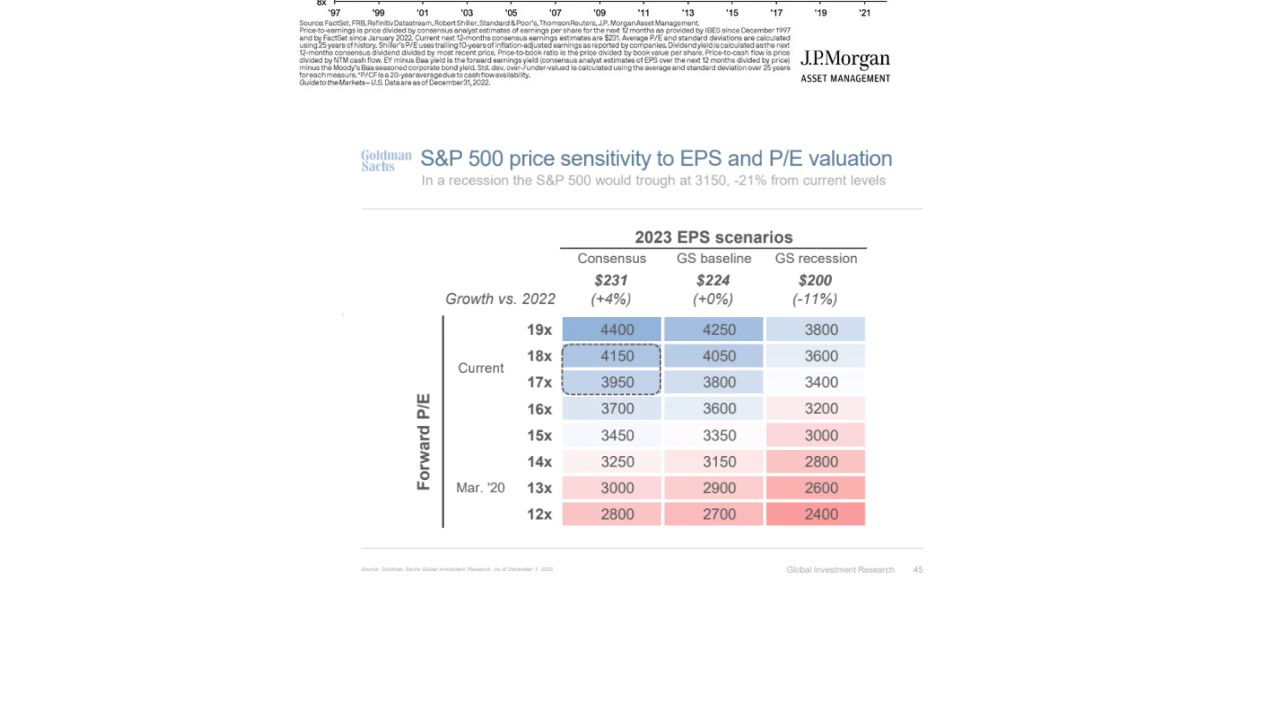 8x
'97 '99 '01 '03 '05 '07 '09 '11 '13 '15 '17 '19 '21
Source: FactSet, FRB, Refinitiv Datastream, Robert Shiller, Standard & Poor's, Thomson Reuters, J.P. Morgan Asset Management.
Price-to-earnings is price divided by consensus analyst estimates of earnings per share for the next 12 months as provided by IBES since December 1997
and by FactSet since January 2022. Current next 12-months consensus earnings estimates are $231. Average P/E and standard deviations are calculated
using 25 years of history. Shiller's P/E uses trailing 10-years of inflation-adjusted earnings as reported by companies. Dividend yield is calculated as the next
12-months consensus dividend divided by most recent price. Price-to-book ratio is the price divided by book value per share. Price-to-cash flow is price
divided by NTM cash flow. EY minus Baa yield is the forward earnings yield (consensus analyst estimates of EPS over the next 12 months divided by price)
minus the Moody's Baa seasoned corporate bond yield. Std. dev. over-/under-valued is calculated using the average and standard deviation over 25 years
for each measure. *P/CF is a 20-year average due to cash flow availability.
Guide to the Markets – U.S. Data are as of December 31, 2022.
J.P.Morgan
ASSET MANAGEMENT
Goldman
Sachs
S&P 500 price sensitivity to EPS and P/E valuation
In a recession the S&P 500 would trough at 3150, -21% from current levels
2023 EPS scenarios
Consensus GS baseline GS recession
$231 $224 $200
Growth vs. 2022 (+4%) (+0%) (-11%)
19x 4400 4250 3800
18x 4150 4050 3600
Current
17x 3950 3800 3400
16x 3700 3600 3200
Forward P/E
15x 3450 3350 3000
14x 3250 3150 2800
Mar. '20 13x 3000 2900 2600
12x 2800 2700 2400
Source: Goldman Sachs Global Investment Research. As of December 1, 2022
Global Investment Research 45